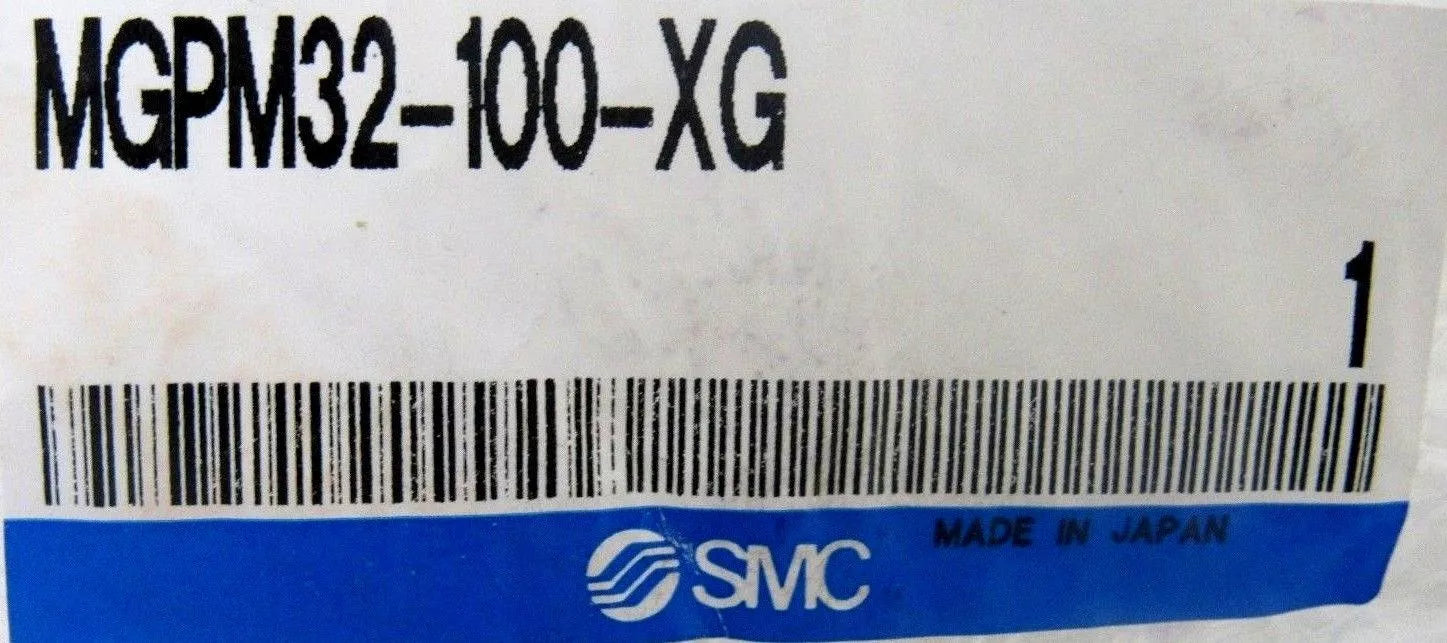 MGPM32-100-XG
1
MADE IN JAPAN
SMC